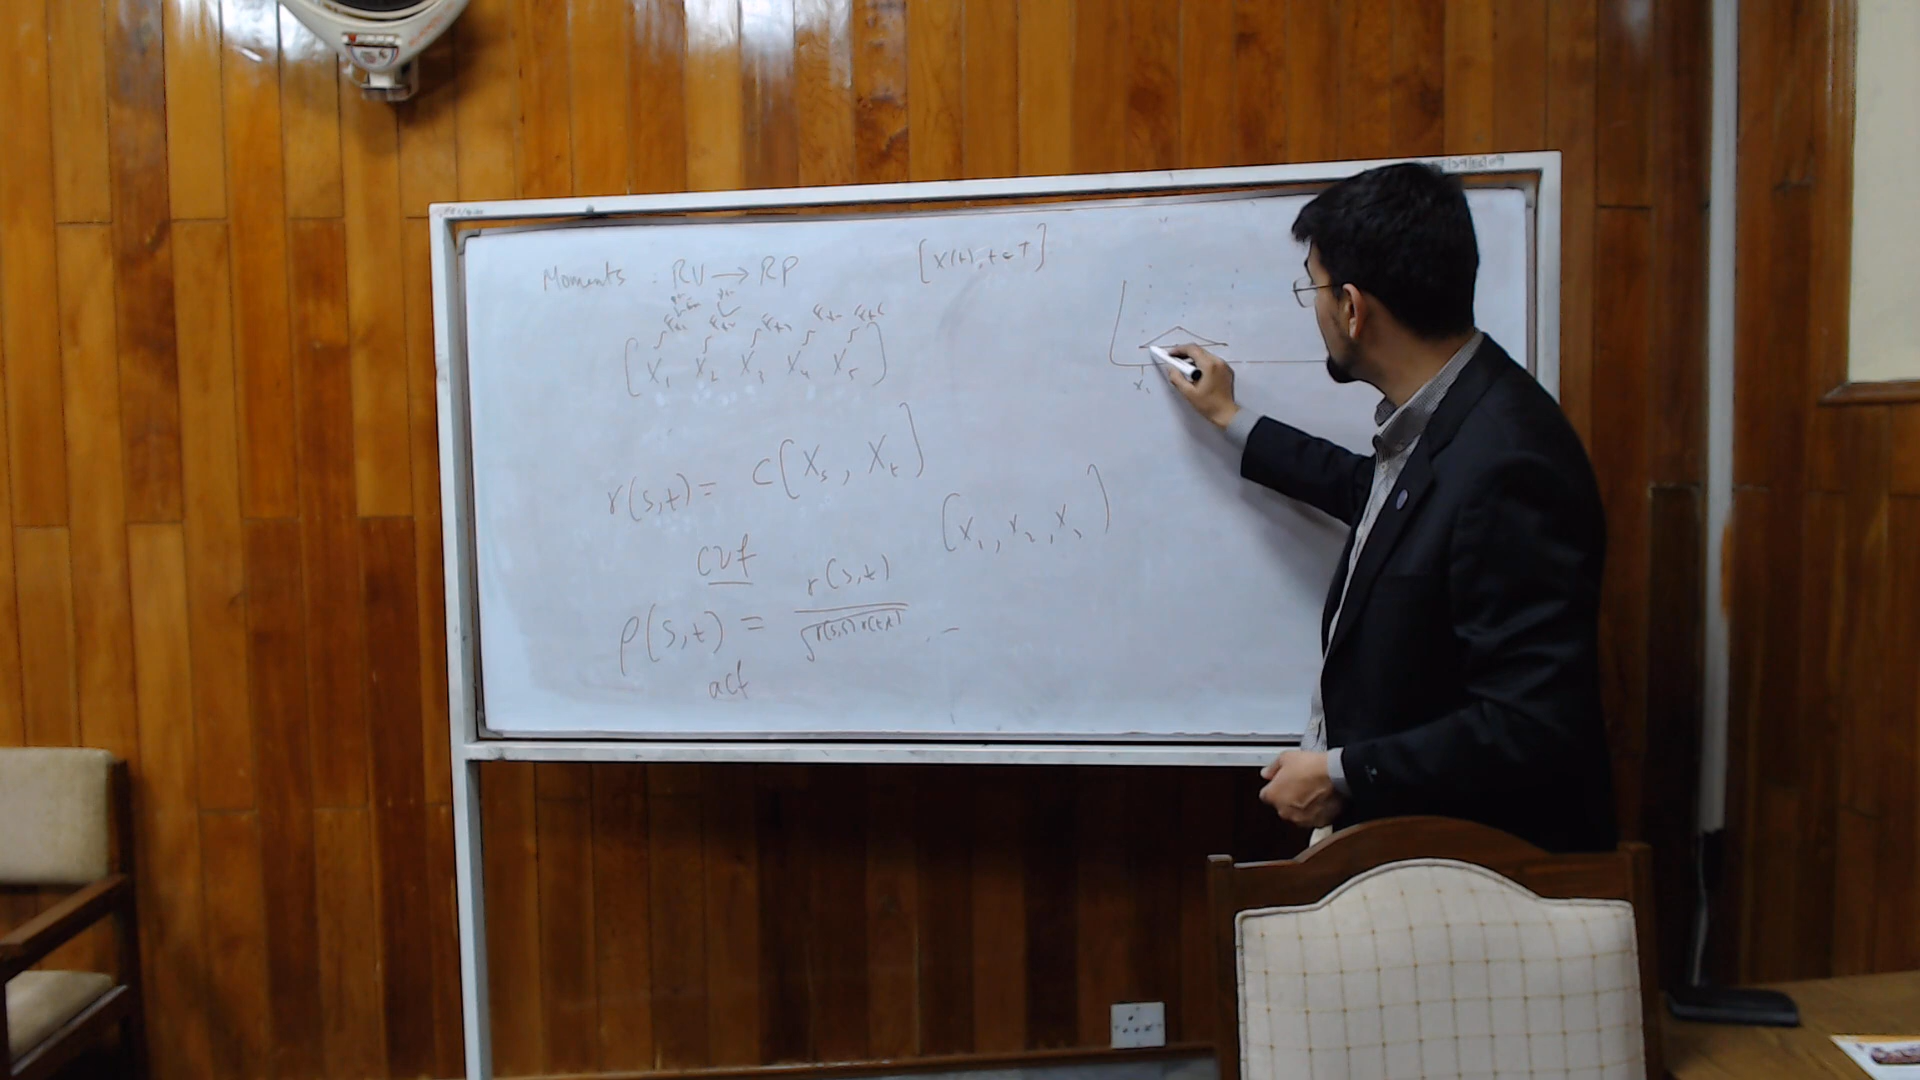 Moments : RV → RP
[X(t), t ∈ T]
[X₁ X₂ X₃ X₄ X₅]
r(s,t) = C[Xₛ, Xₜ]
cvf
(X₁, X₂, X₃)
ρ(s,t) = r(s,t) / √r(s,s) r(t,t)
acf